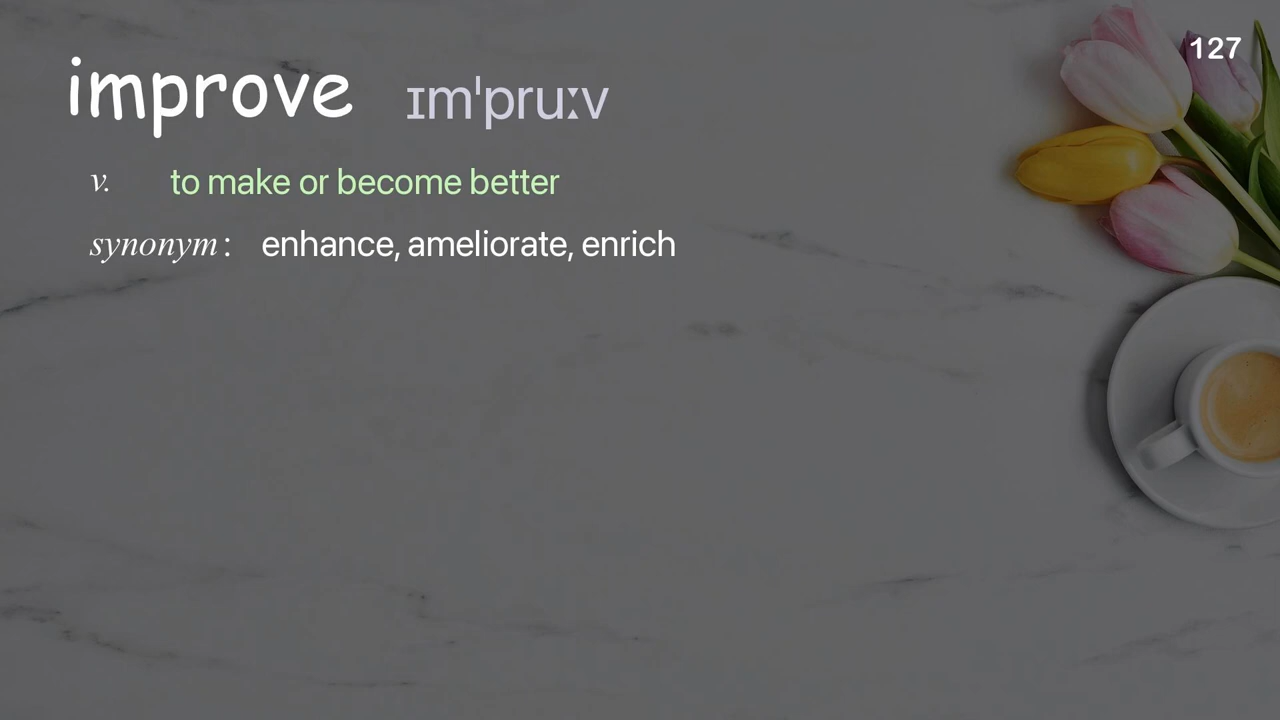 127
improve ɪmˈpruːv
v. to make or become better
synonym: enhance, ameliorate, enrich